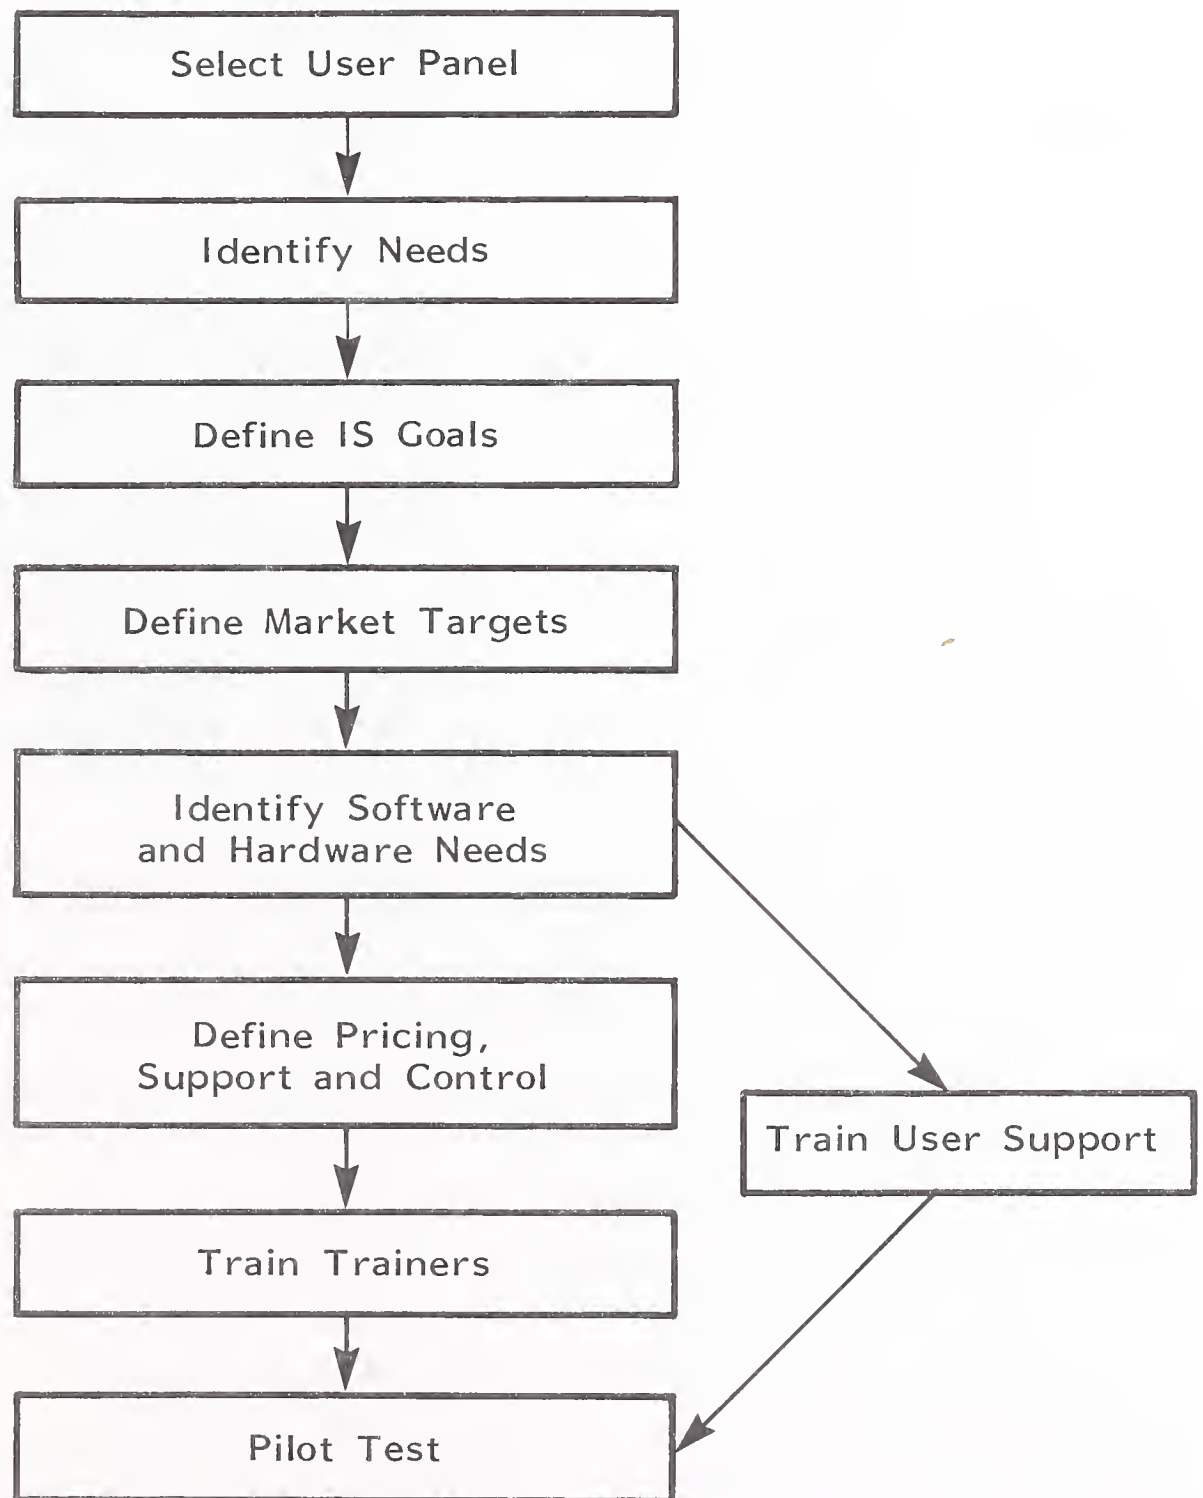 Select User Panel
Identify Needs
Define IS Goals
Define Market Targets
Identify Software
and Hardware Needs
Define Pricing,
Support and Control
Train User Support
Train Trainers
Pilot Test